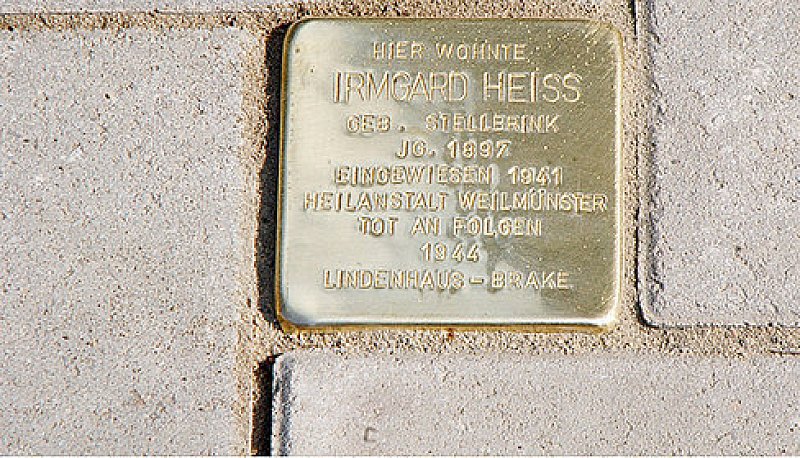 HIER WOHNTE
IRMGARD HEISS
GEB. STELLBRINK
JG. 1897
EINGEWIESEN 1941
HEILANSTALT WEILMÜNSTER
TOT AN FOLGEN
1944
LINDENHAUS - BRAKE